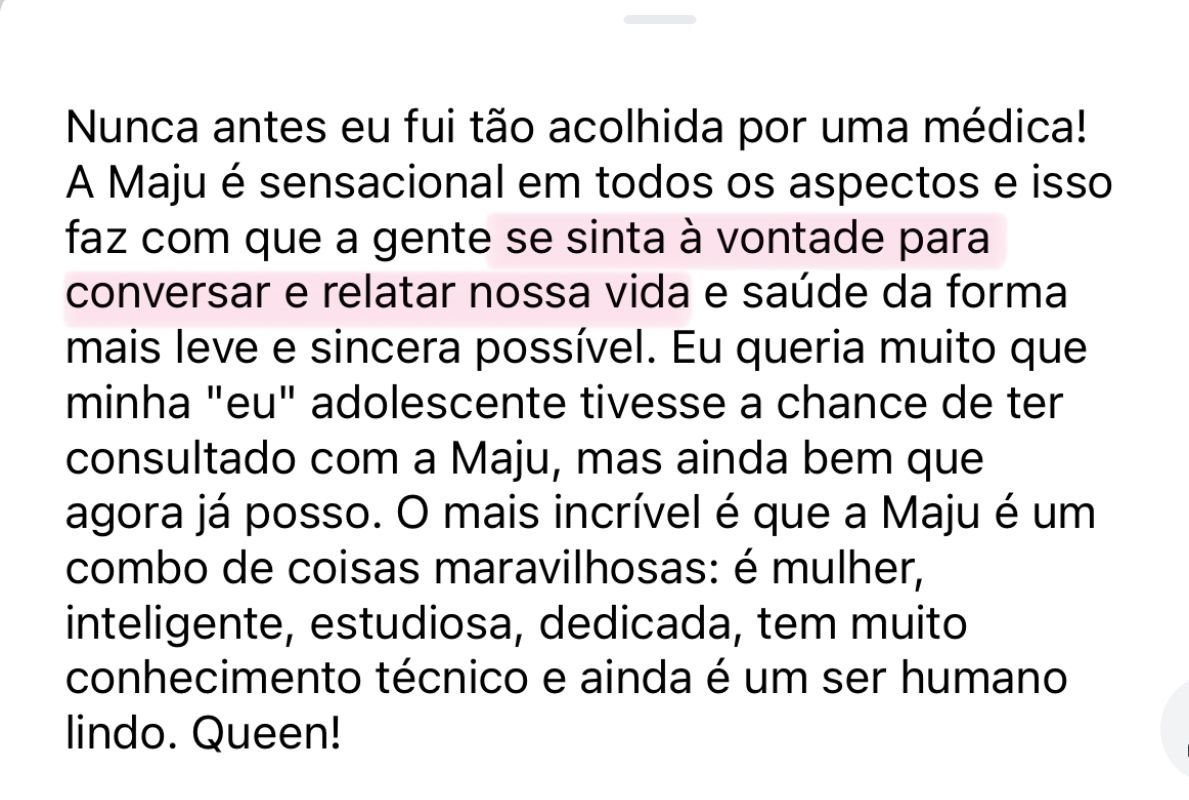 Nunca antes eu fui tão acolhida por uma médica!
A Maju é sensacional em todos os aspectos e isso
faz com que a gente se sinta à vontade para
conversar e relatar nossa vida e saúde da forma
mais leve e sincera possível. Eu queria muito que
minha "eu" adolescente tivesse a chance de ter
consultado com a Maju, mas ainda bem que
agora já posso. O mais incrível é que a Maju é um
combo de coisas maravilhosas: é mulher,
inteligente, estudiosa, dedicada, tem muito
conhecimento técnico e ainda é um ser humano
lindo. Queen!